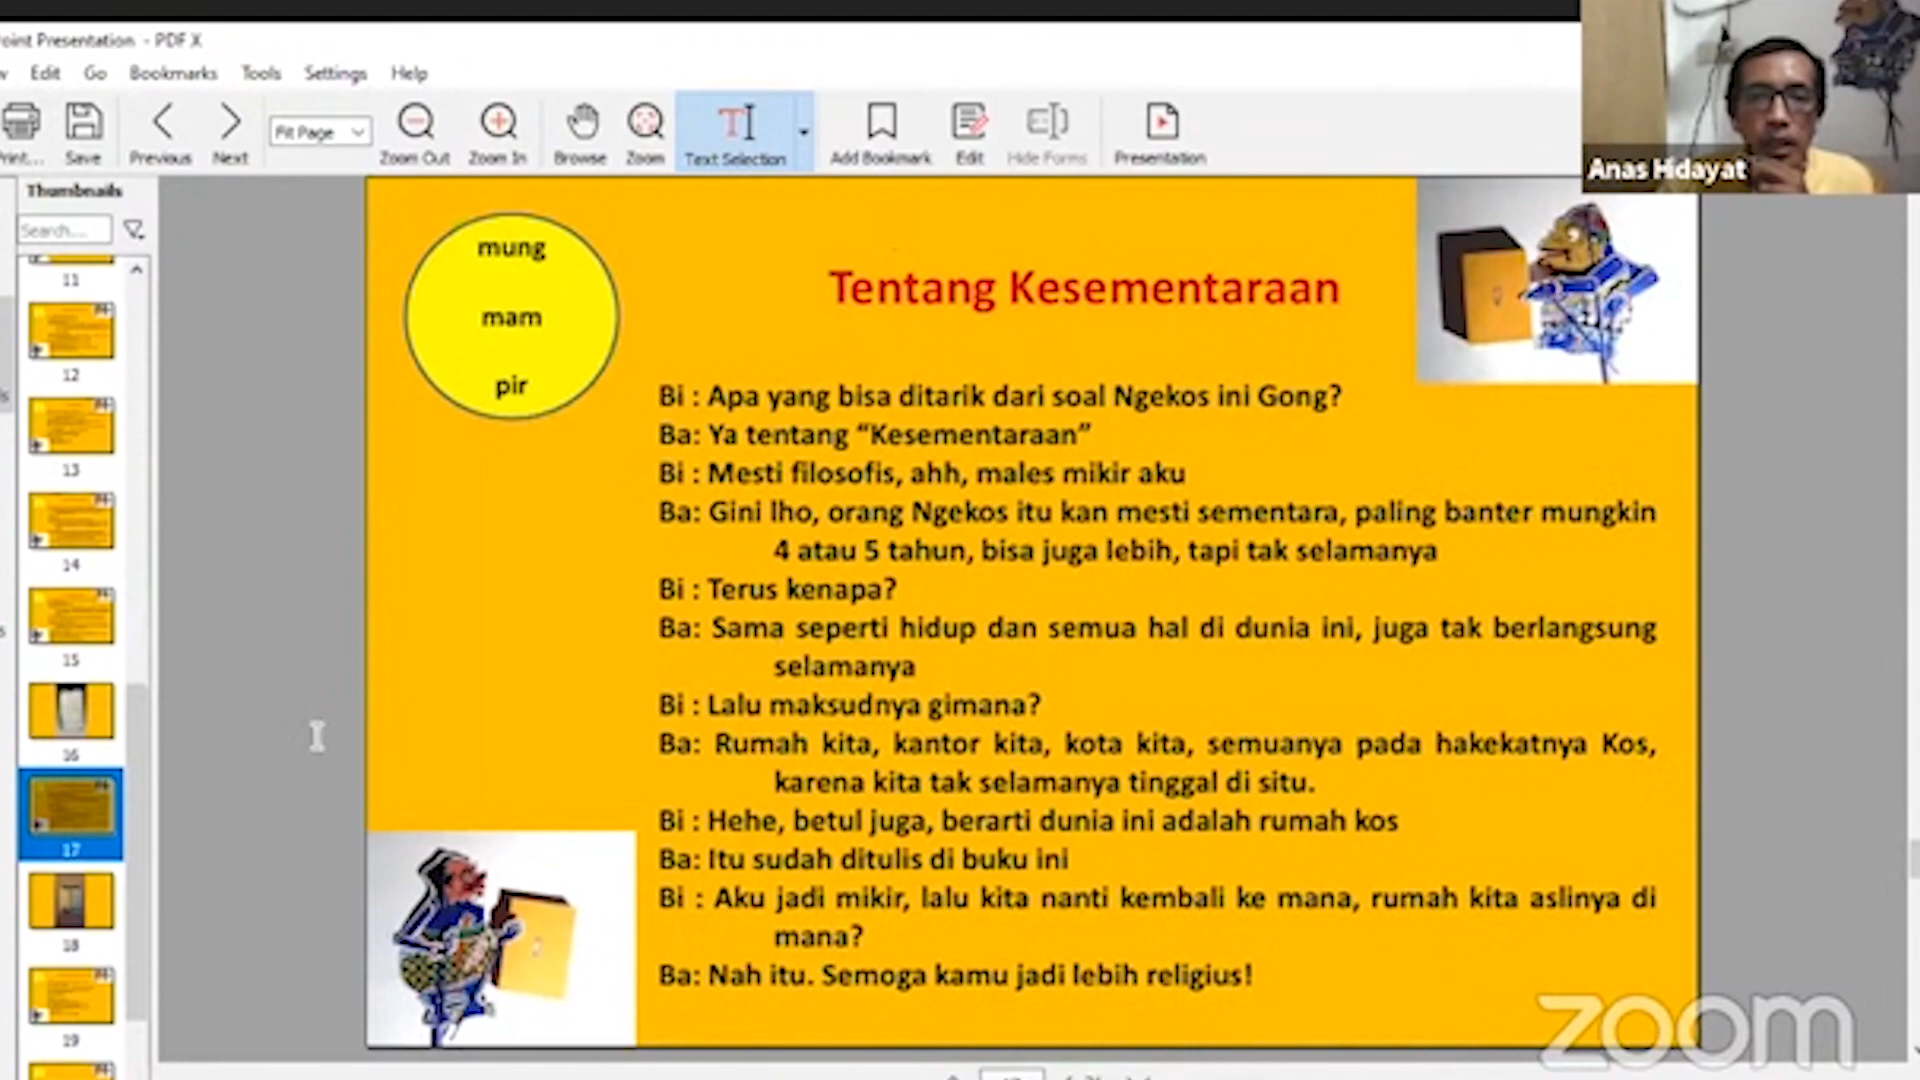 oint Presentation - PDF X
Edit Go Bookmarks Tools Settings Help
Fit Page
Print... Save Previous Next Zoom Out Zoom In Browse Zoom Text Selection Add Bookmark Edit Hide Forms Presentation
Anas Hidayat
Thumbnails
Search....
11
12
13
14
15
16
17
18
19
mung
mam
pir
Tentang Kesementaraan
Bi : Apa yang bisa ditarik dari soal Ngekos ini Gong?
Ba: Ya tentang “Kesementaraan”
Bi : Mesti filosofis, ahh, males mikir aku
Ba: Gini lho, orang Ngekos itu kan mesti sementara, paling banter mungkin
4 atau 5 tahun, bisa juga lebih, tapi tak selamanya
Bi : Terus kenapa?
Ba: Sama seperti hidup dan semua hal di dunia ini, juga tak berlangsung
selamanya
Bi : Lalu maksudnya gimana?
Ba: Rumah kita, kantor kita, kota kita, semuanya pada hakekatnya Kos,
karena kita tak selamanya tinggal di situ.
Bi : Hehe, betul juga, berarti dunia ini adalah rumah kos
Ba: Itu sudah ditulis di buku ini
Bi : Aku jadi mikir, lalu kita nanti kembali ke mana, rumah kita aslinya di
mana?
Ba: Nah itu. Semoga kamu jadi lebih religius!
zoom